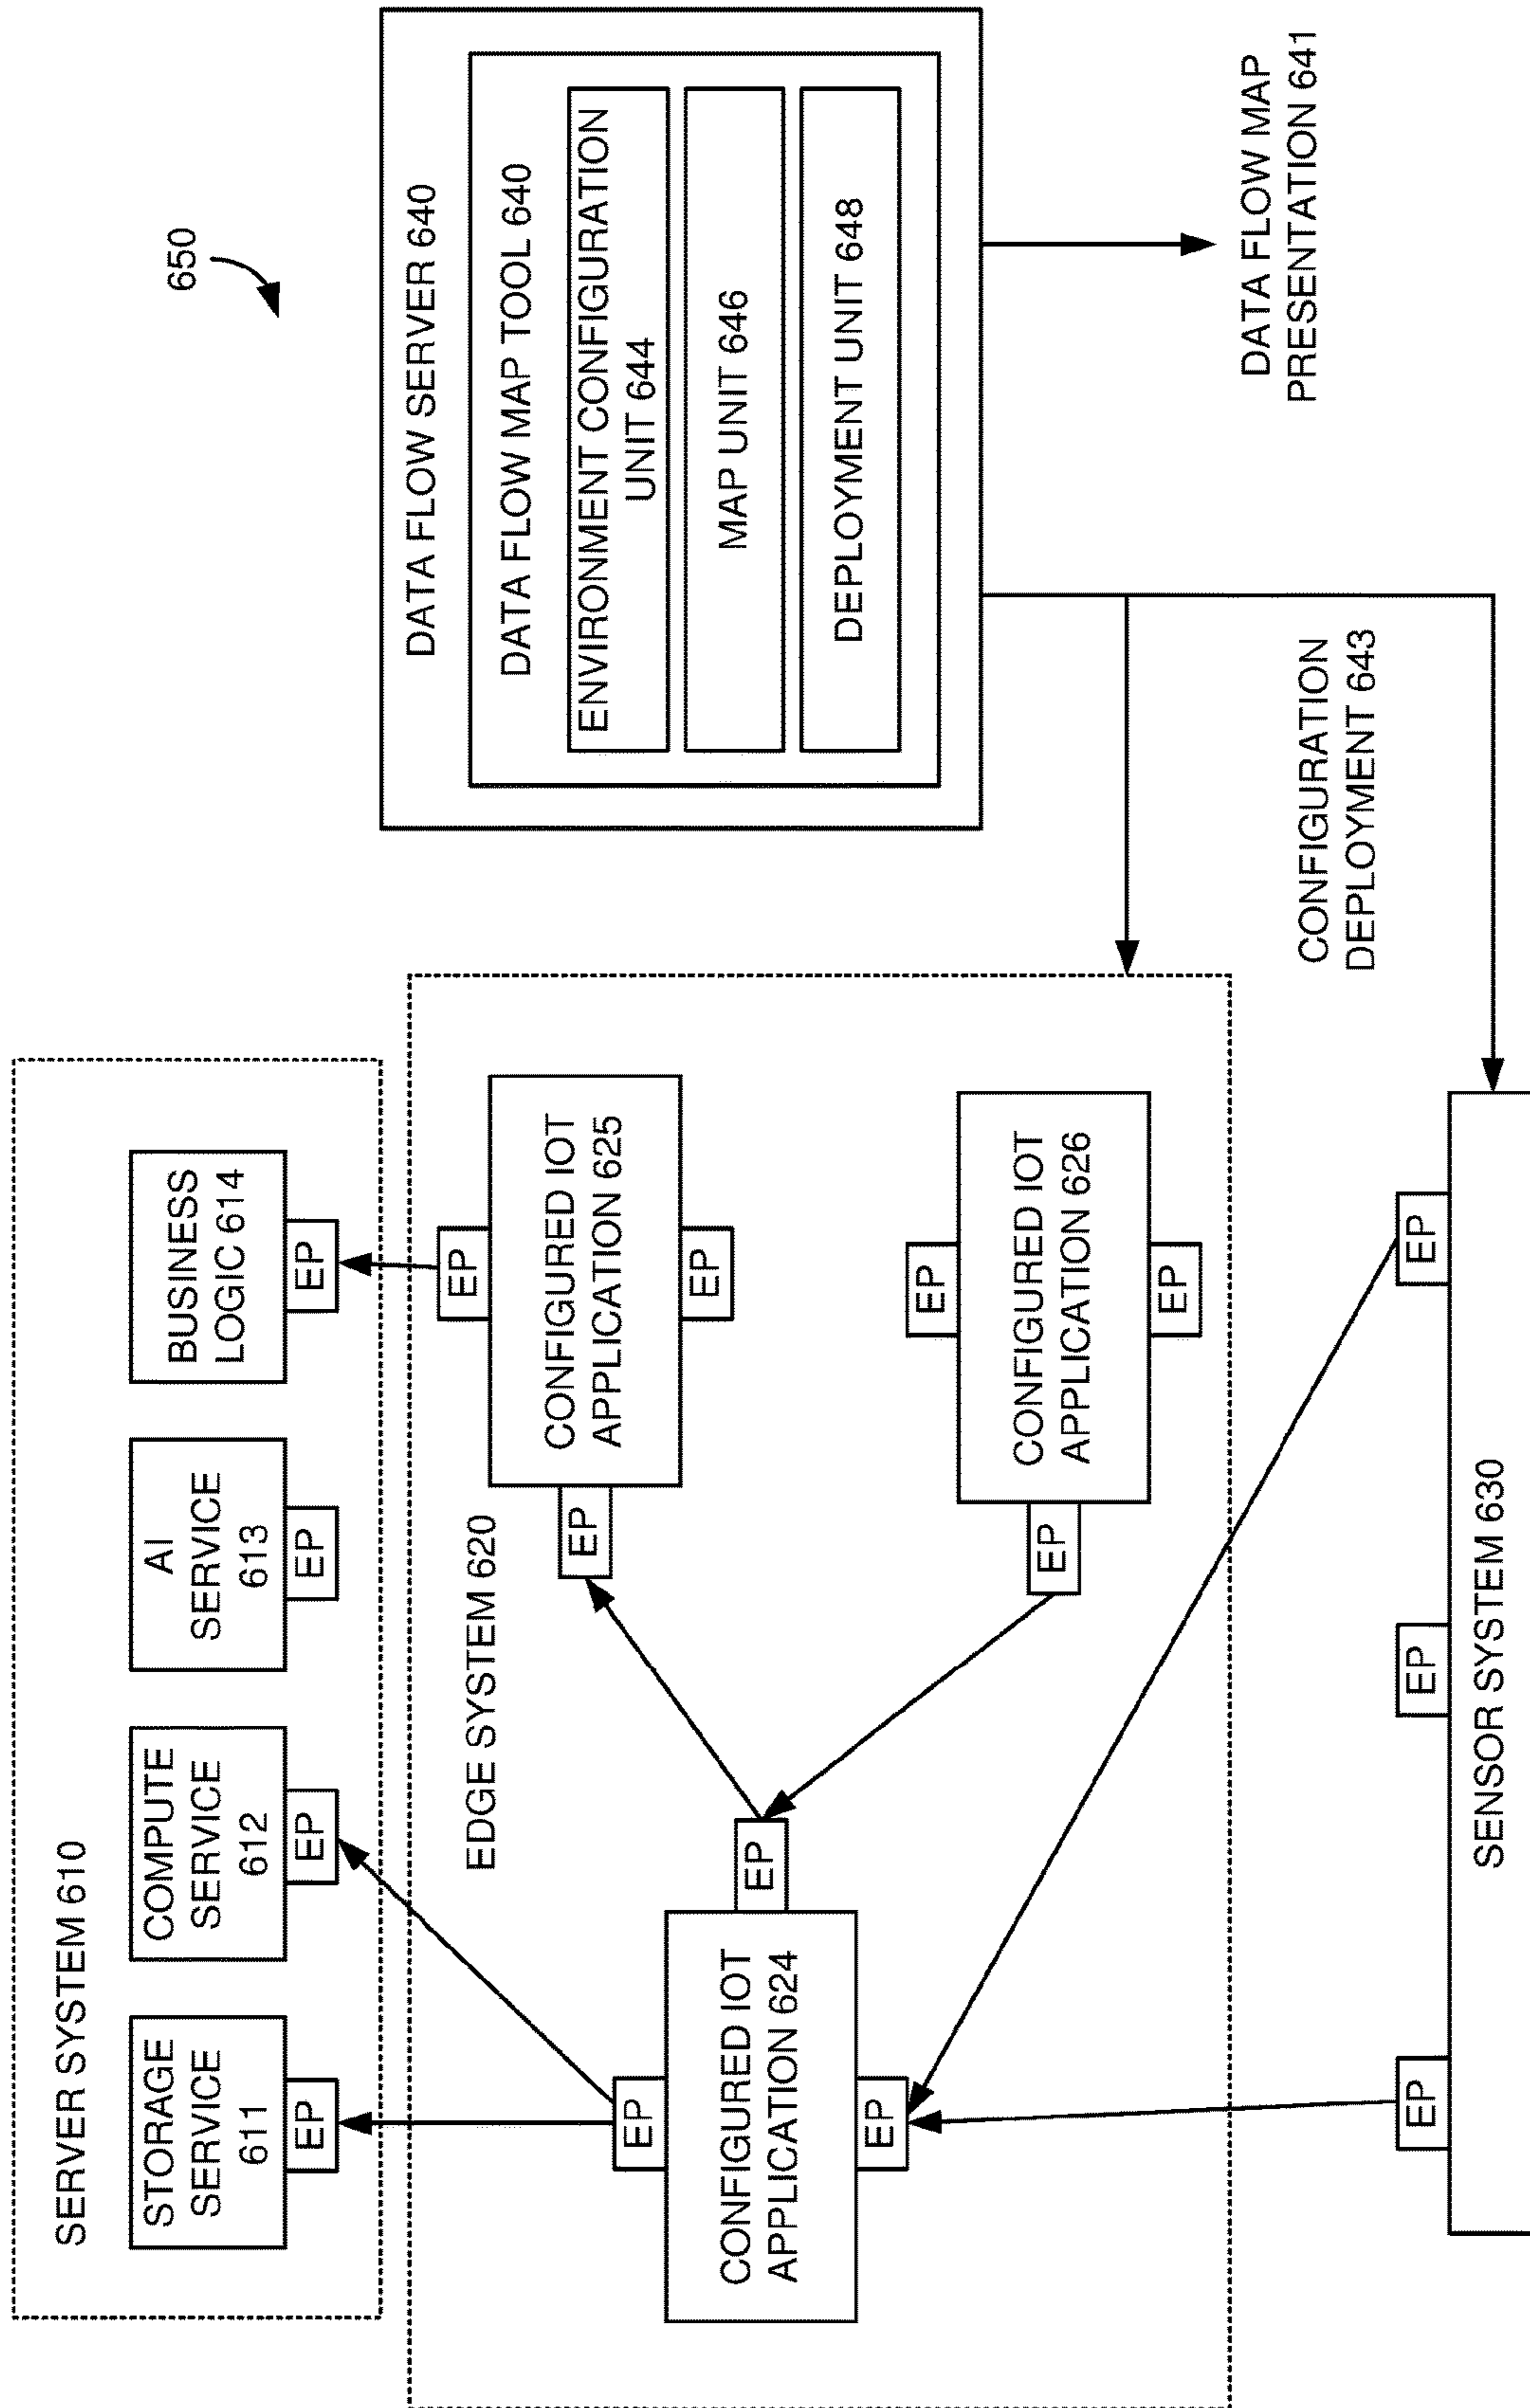 650
SERVER SYSTEM 610
STORAGE
SERVICE
611
EP
COMPUTE
SERVICE
612
EP
AI
SERVICE
613
EP
BUSINESS
LOGIC 614
EP
EDGE SYSTEM 620
EP
CONFIGURED IOT
APPLICATION 624
EP
EP
EP
EP
CONFIGURED IOT
APPLICATION 625
EP
EP
EP
CONFIGURED IOT
APPLICATION 626
EP
EP
EP
EP
SENSOR SYSTEM 630
DATA FLOW SERVER 640
DATA FLOW MAP TOOL 640
ENVIRONMENT CONFIGURATION
UNIT 644
MAP UNIT 646
DEPLOYMENT UNIT 648
CONFIGURATION
DEPLOYMENT 643
DATA FLOW MAP
PRESENTATION 641